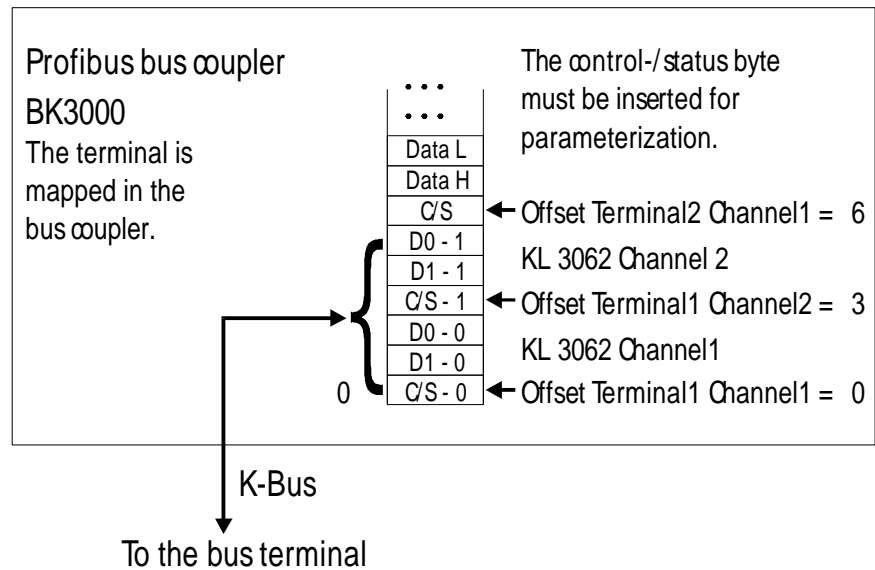 Profibus bus coupler
BK3000
The terminal is
mapped in the
bus coupler.
The control-/status byte
must be inserted for
parameterization.
Data L
Data H
C/S
D0 - 1
D1 - 1
C/S - 1
D0 - 0
D1 - 0
C/S - 0
0
Offset Terminal2 Channel1 = 6
KL 3062 Channel 2
Offset Terminal1 Channel2 = 3
KL 3062 Channel1
Offset Terminal1 Channel1 = 0
K-Bus
To the bus terminal